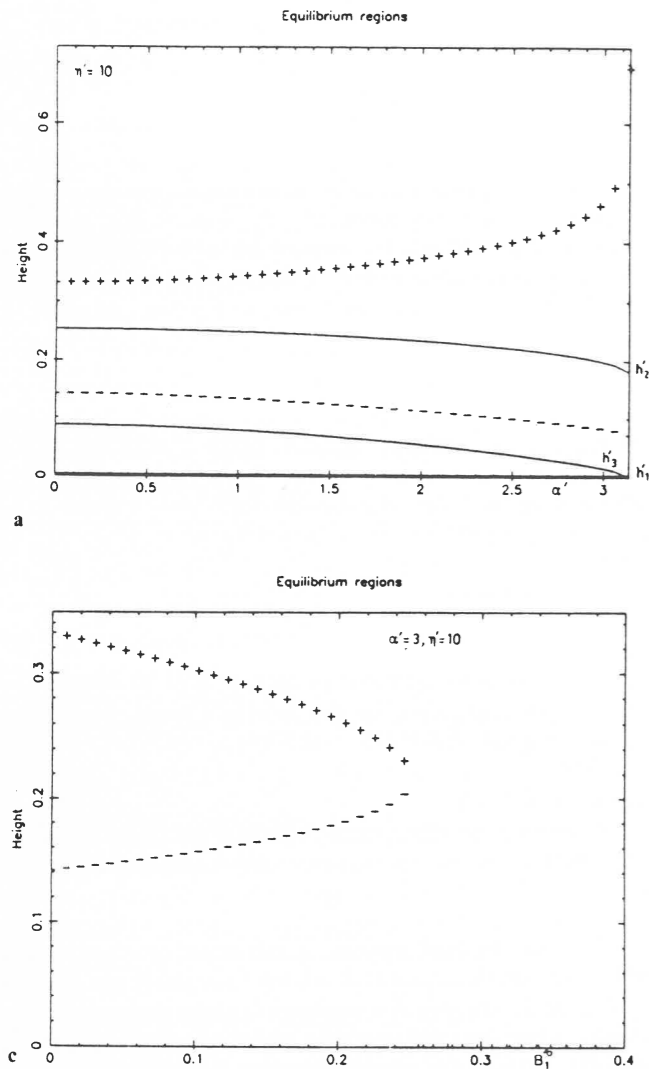 Equilibrium regions
η'= 10
0.6
0.4
0.2
0
Height
h'2
h'3
h'1
0 0.5 1 1.5 2 2.5 α' 3
a
Equilibrium regions
α'= 3, η'=10
0.3
0.2
0.1
0
Height
0 0.1 0.2 0.3 0.4
c